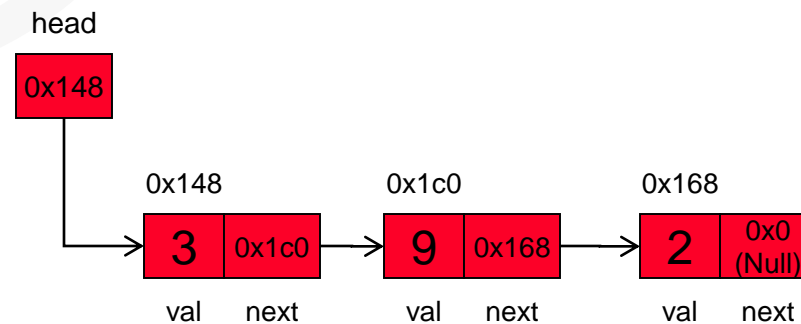 head
0x148
0x148 0x1c0 0x168
3 0x1c0 9 0x168 2 0x0
(Null)
val next val next val next